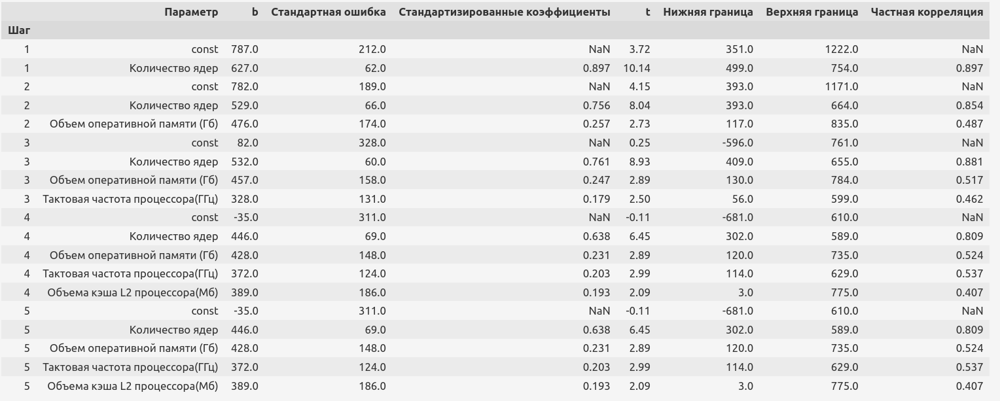 Параметр b Стандартная ошибка Стандартизированные коэффициенты t Нижняя граница Верхняя граница Частная корреляция
Шаг
1 const 787.0 212.0 NaN 3.72 351.0 1222.0 NaN
1 Количество ядер 627.0 62.0 0.897 10.14 499.0 754.0 0.897
2 const 782.0 189.0 NaN 4.15 393.0 1171.0 NaN
2 Количество ядер 529.0 66.0 0.756 8.04 393.0 664.0 0.854
2 Объем оперативной памяти (Гб) 476.0 174.0 0.257 2.73 117.0 835.0 0.487
3 const 82.0 328.0 NaN 0.25 -596.0 761.0 NaN
3 Количество ядер 532.0 60.0 0.761 8.93 409.0 655.0 0.881
3 Объем оперативной памяти (Гб) 457.0 158.0 0.247 2.89 130.0 784.0 0.517
3 Тактовая частота процессора(ГГц) 328.0 131.0 0.179 2.50 56.0 599.0 0.462
4 const -35.0 311.0 NaN -0.11 -681.0 610.0 NaN
4 Количество ядер 446.0 69.0 0.638 6.45 302.0 589.0 0.809
4 Объем оперативной памяти (Гб) 428.0 148.0 0.231 2.89 120.0 735.0 0.524
4 Тактовая частота процессора(ГГц) 372.0 124.0 0.203 2.99 114.0 629.0 0.537
4 Объема кэша L2 процессора(Мб) 389.0 186.0 0.193 2.09 3.0 775.0 0.407
5 const -35.0 311.0 NaN -0.11 -681.0 610.0 NaN
5 Количество ядер 446.0 69.0 0.638 6.45 302.0 589.0 0.809
5 Объем оперативной памяти (Гб) 428.0 148.0 0.231 2.89 120.0 735.0 0.524
5 Тактовая частота процессора(ГГц) 372.0 124.0 0.203 2.99 114.0 629.0 0.537
5 Объема кэша L2 процессора(Мб) 389.0 186.0 0.193 2.09 3.0 775.0 0.407